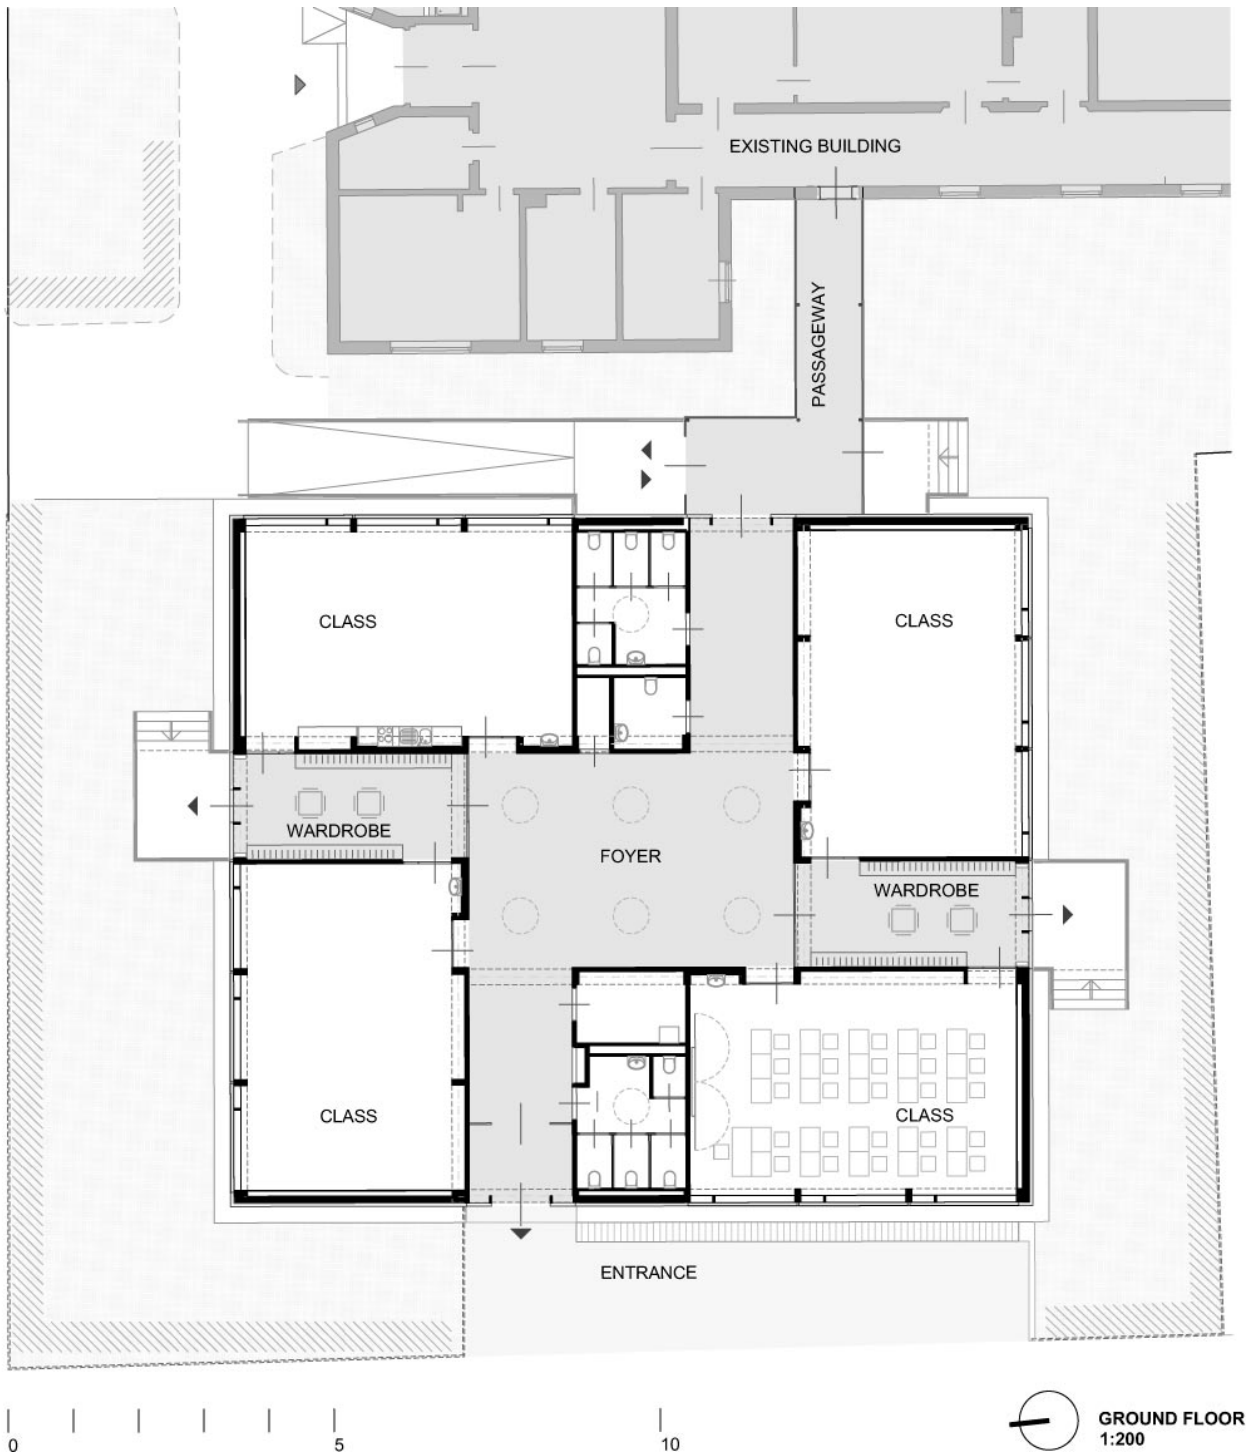 EXISTING BUILDING
PASSAGEWAY
CLASS
CLASS
WARDROBE
FOYER
WARDROBE
CLASS
CLASS
ENTRANCE
0
5
10
GROUND FLOOR
1:200